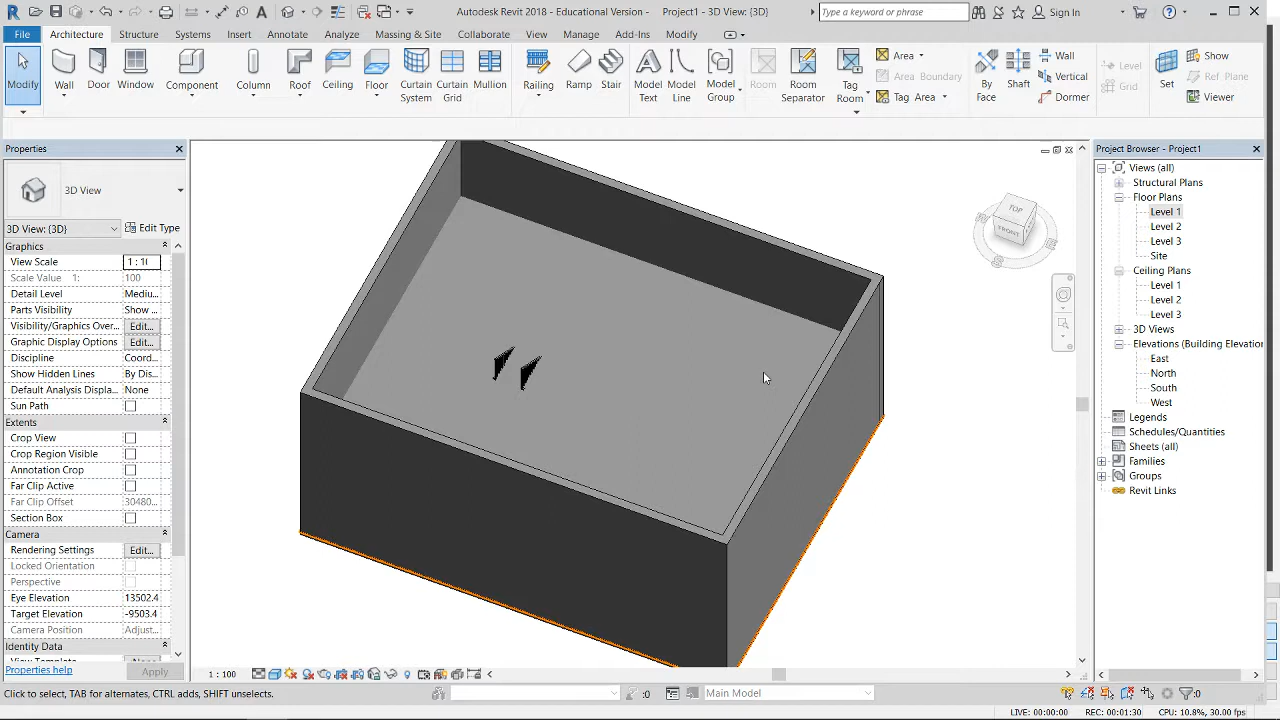 Autodesk Revit 2018 - Educational Version - Project1 - 3D View: {3D}
Type a keyword or phrase
Sign In
File Architecture Structure Systems Insert Annotate Analyze Massing & Site Collaborate View Manage Add-Ins Modify
Modify Wall Door Window Component Column Roof Ceiling Floor Curtain System Curtain Grid Mullion Railing Ramp Stair Model Text Model Line Model Group Room Room Separator Tag Room
Area
Area Boundary
Tag Area
By Face Shaft
Wall
Vertical
Dormer
Level
Grid
Set
Show
Ref Plane
Viewer
Properties
3D View
3D View: {3D} Edit Type
Graphics
View Scale 1 : 10
Scale Value 1: 100
Detail Level Mediu...
Parts Visibility Show ...
Visibility/Graphics Over... Edit...
Graphic Display Options Edit...
Discipline Coord...
Show Hidden Lines By Dis...
Default Analysis Displa... None
Sun Path
Extents
Crop View
Crop Region Visible
Annotation Crop
Far Clip Active
Far Clip Offset 30480...
Section Box
Camera
Rendering Settings Edit...
Locked Orientation
Perspective
Eye Elevation 13502.4
Target Elevation -9503.4
Camera Position Adjust...
Identity Data
Properties help Apply
TOP
FRONT
1 : 100
Project Browser - Project1
Views (all)
Structural Plans
Floor Plans
Level 1
Level 2
Level 3
Site
Ceiling Plans
Level 1
Level 2
Level 3
3D Views
Elevations (Building Elevation
East
North
South
West
Legends
Schedules/Quantities
Sheets (all)
Families
Groups
Revit Links
Click to select, TAB for alternates, CTRL adds, SHIFT unselects.
:0
Main Model
:0
LIVE: 00:00:00 REC: 00:01:30 CPU: 10.8%, 30.00 fps